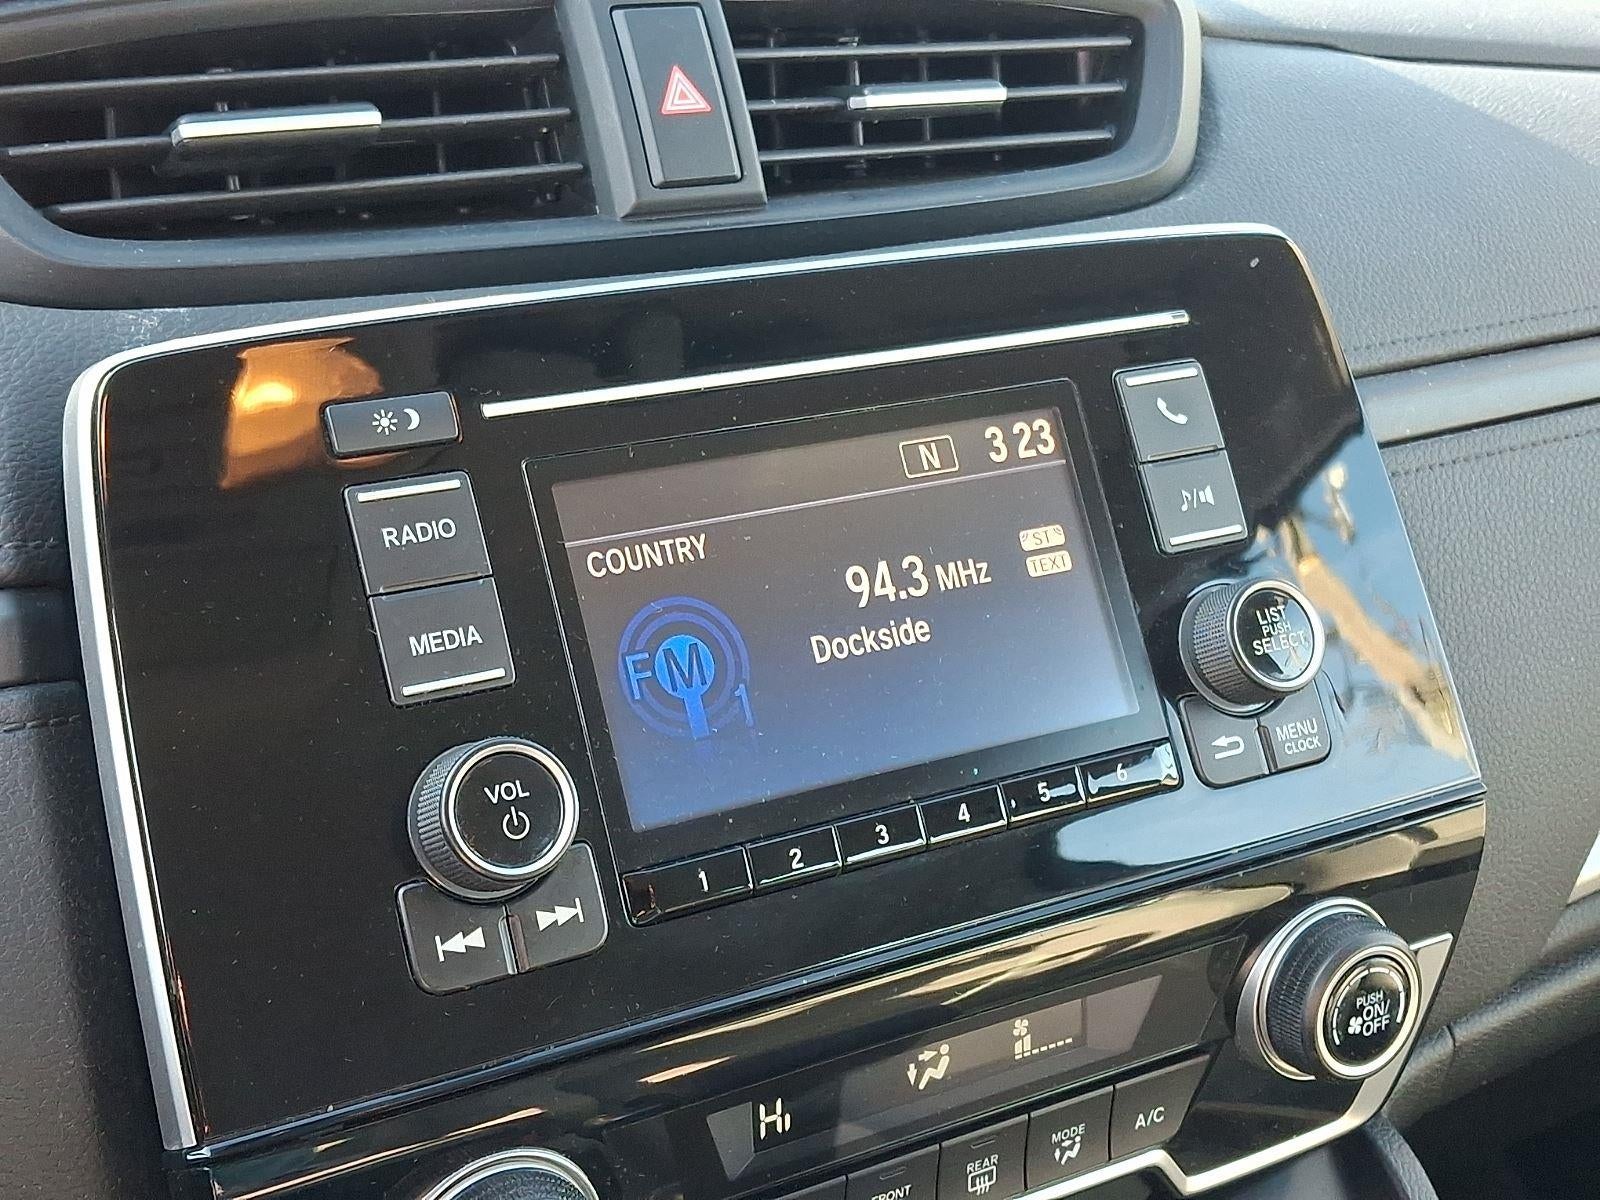 N 3 23
COUNTRY
94.3 MHz
ST
TEXT
Dockside
FM
1
RADIO
MEDIA
VOL
LIST
PUSH
SELECT
MENU
CLOCK
1 2 3 4 5 6
PUSH
ON/
OFF
Hi
FRONT
REAR
MODE
A/C